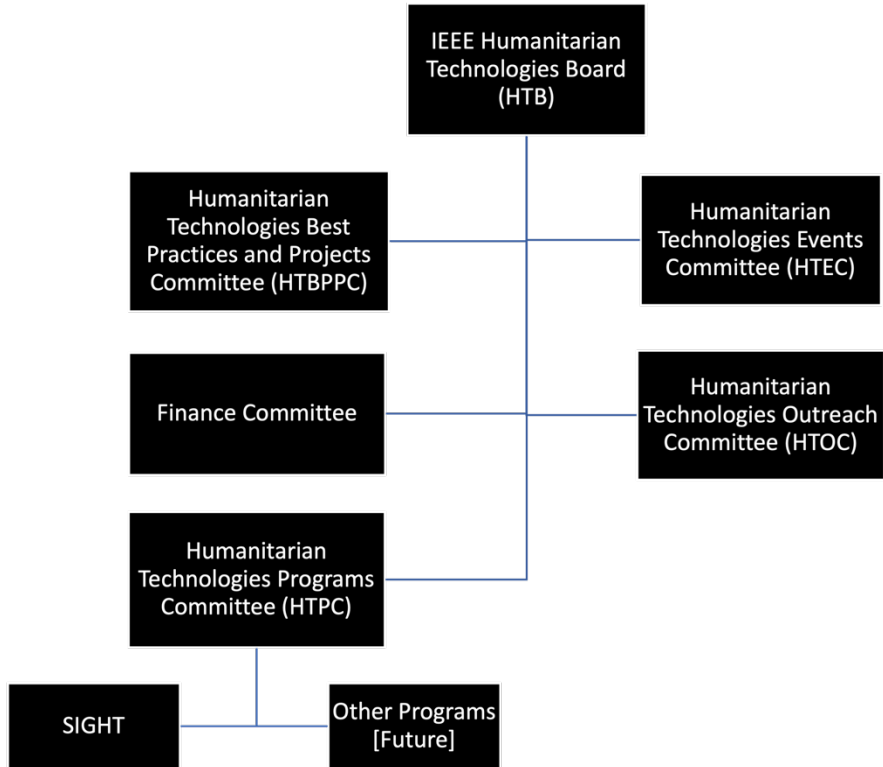 IEEE Humanitarian
Technologies Board
(HTB)
Humanitarian
Technologies Best
Practices and Projects
Committee (HTBPPC)
Humanitarian
Technologies Events
Committee (HTEC)
Finance Committee
Humanitarian
Technologies Outreach
Committee (HTOC)
Humanitarian
Technologies Programs
Committee (HTPC)
SIGHT
Other Programs
[Future]